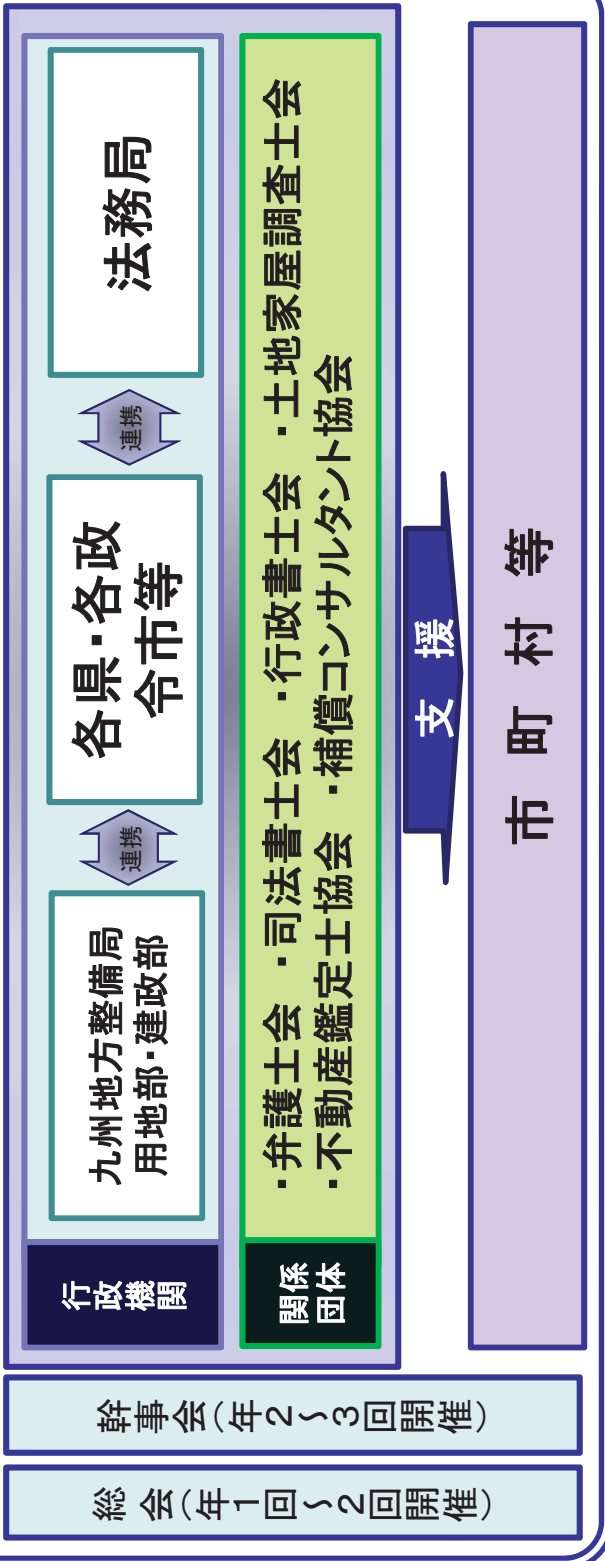 総 会(年1回～2回開催)
幹事会(年2～3回開催)
行政機関
九州地方整備局
用地部・建政部
連携
各県・各政
令市等
連携
法務局
関係
団体
・弁護士会 ・司法書士会 ・行政書士会 ・土地家屋調査士会
・不動産鑑定士協会 ・補償コンサルタント協会
支 援
市 町 村 等